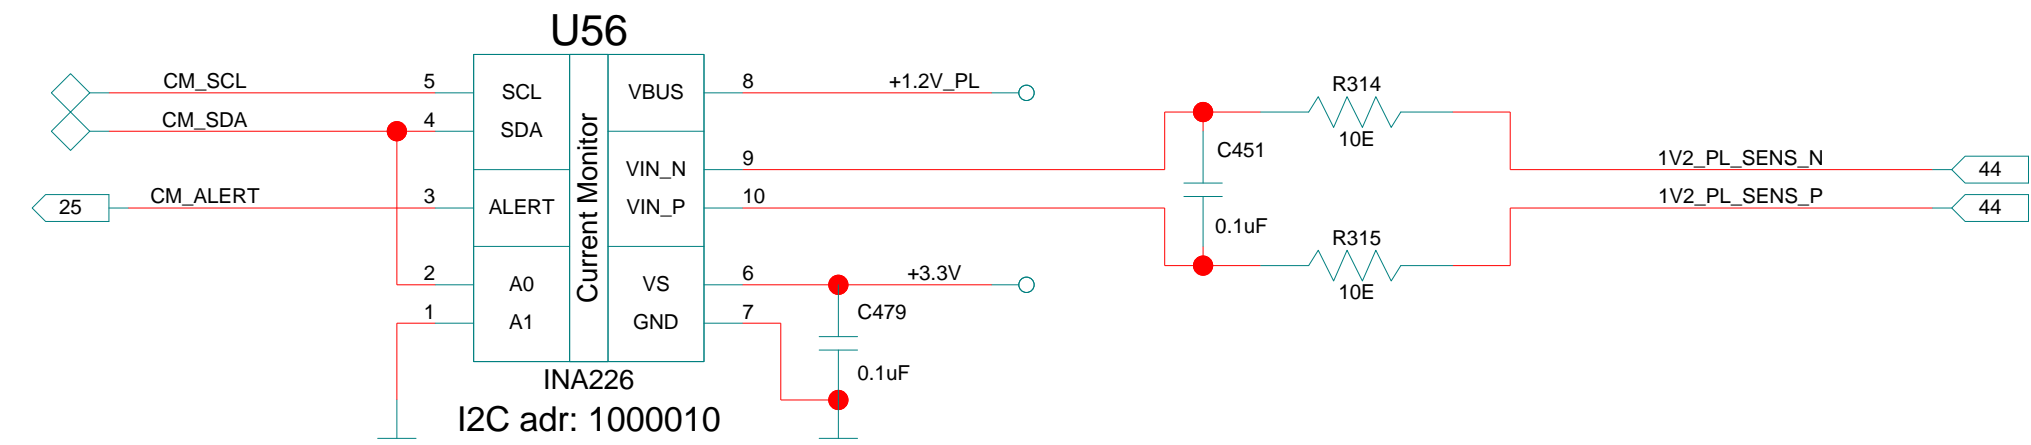 U56
CM_SCL 5 SCL VBUS 8 +1.2V_PL
CM_SDA 4 SDA
R314
10E
C451
0.1uF
VIN_N 9 1V2_PL_SENS_N 44
CM_ALERT 3 ALERT VIN_P 10 1V2_PL_SENS_P 44
25
Current Monitor
R315
10E
2 A0 VS 6 +3.3V
1 A1 GND 7
C479
0.1uF
INA226
I2C adr: 1000010